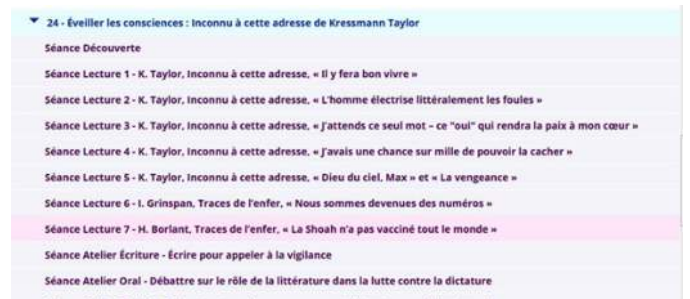 24 - Éveiller les consciences : Inconnu à cette adresse de Kressmann Taylor
Séance Découverte
Séance Lecture 1 - K. Taylor, Inconnu à cette adresse, « Il y fera bon vivre »
Séance Lecture 2 - K. Taylor, Inconnu à cette adresse, « L'homme électrise littéralement les foules »
Séance Lecture 3 - K. Taylor, Inconnu à cette adresse, « J'attends ce seul mot – ce "oui" qui rendra la paix à mon cœur »
Séance Lecture 4 - K. Taylor, Inconnu à cette adresse, « J'avais une chance sur mille de pouvoir la cacher »
Séance Lecture 5 - K. Taylor, Inconnu à cette adresse, « Dieu du ciel, Max » et « La vengeance »
Séance Lecture 6 - I. Grinspan, Traces de l'enfer, « Nous sommes devenues des numéros »
Séance Lecture 7 - H. Borlant, Traces de l'enfer, « La Shoah n'a pas vacciné tout le monde »
Séance Atelier Écriture - Écrire pour appeler à la vigilance
Séance Atelier Oral - Débattre sur le rôle de la littérature dans la lutte contre la dictature